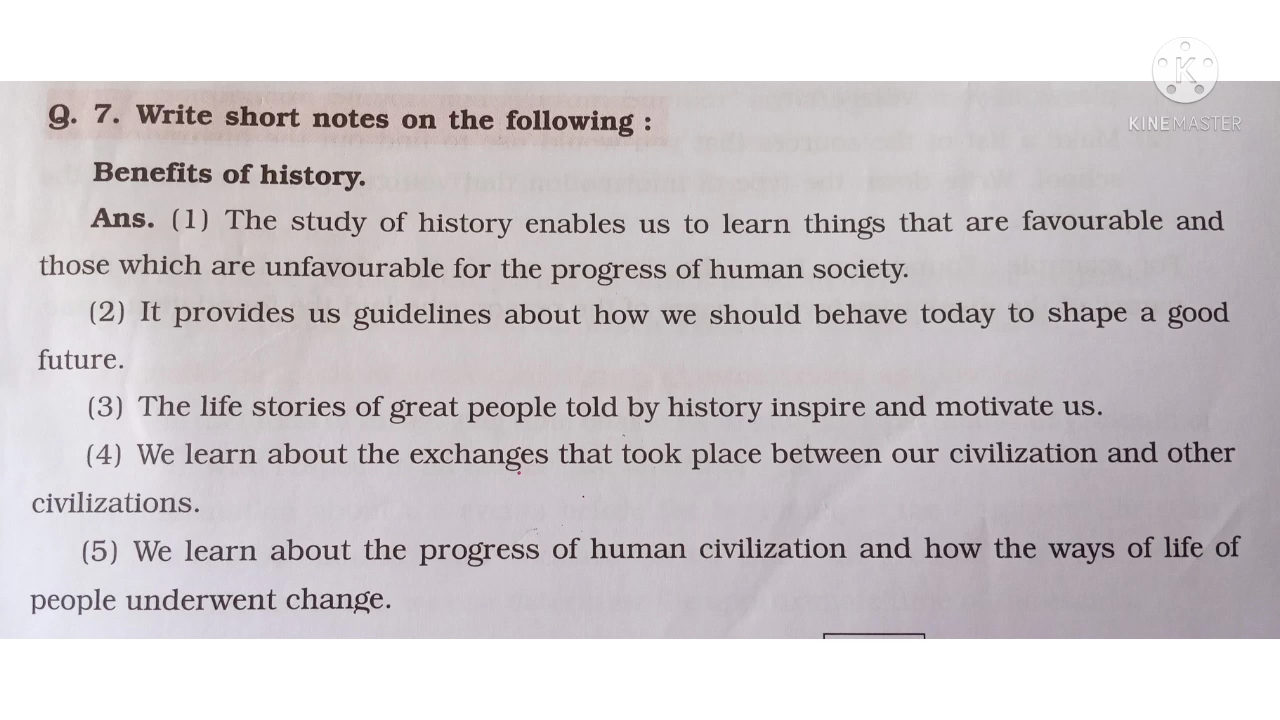 K
KINEMASTER
Q. 7. Write short notes on the following :
Benefits of history.
Ans. (1) The study of history enables us to learn things that are favourable and
those which are unfavourable for the progress of human society.
(2) It provides us guidelines about how we should behave today to shape a good
future.
(3) The life stories of great people told by history inspire and motivate us.
(4) We learn about the exchanges that took place between our civilization and other
civilizations.
(5) We learn about the progress of human civilization and how the ways of life of
people underwent change.